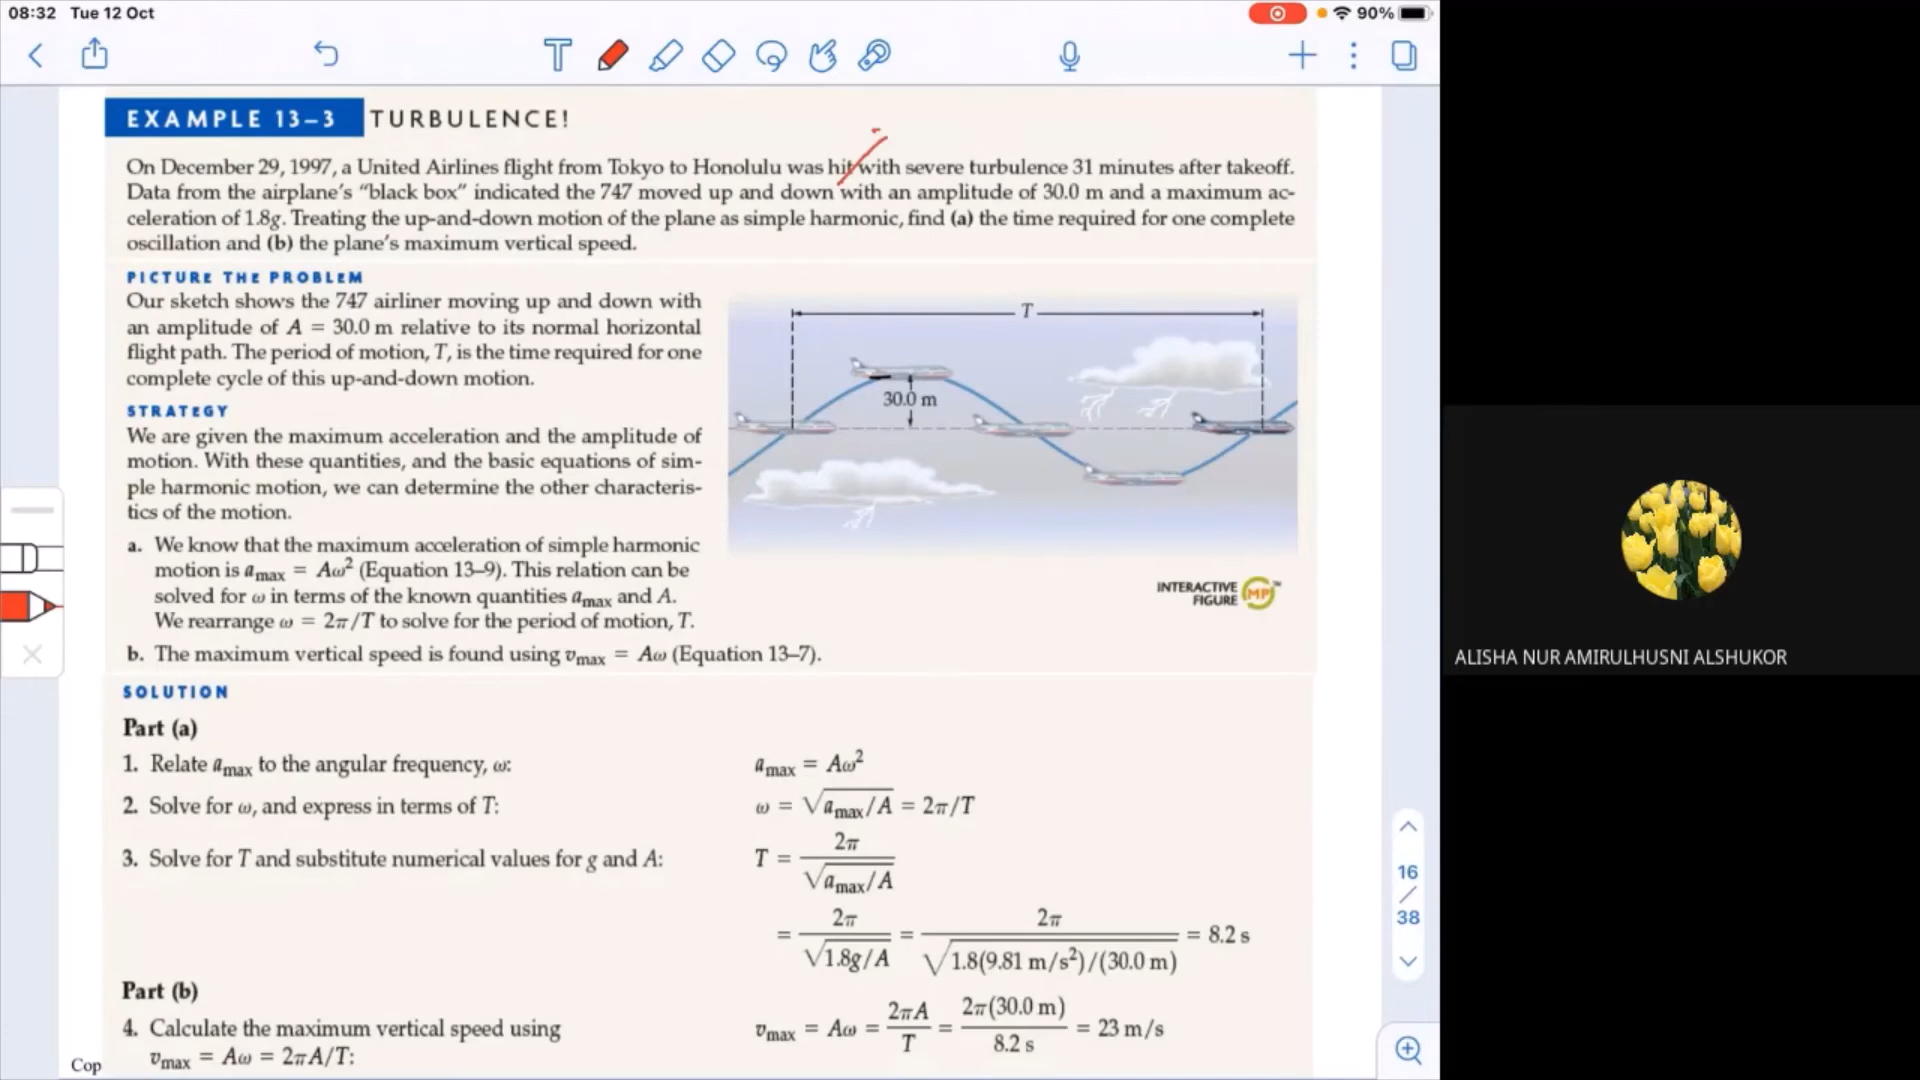 08:32 Tue 12 Oct
90%
EXAMPLE 13–3 TURBULENCE!
On December 29, 1997, a United Airlines flight from Tokyo to Honolulu was hit with severe turbulence 31 minutes after takeoff.
Data from the airplane's "black box" indicated the 747 moved up and down with an amplitude of 30.0 m and a maximum ac-
celeration of 1.8g. Treating the up-and-down motion of the plane as simple harmonic, find (a) the time required for one complete
oscillation and (b) the plane's maximum vertical speed.
PICTURE THE PROBLEM
Our sketch shows the 747 airliner moving up and down with
an amplitude of A = 30.0 m relative to its normal horizontal
flight path. The period of motion, T, is the time required for one
complete cycle of this up-and-down motion.
STRATEGY
We are given the maximum acceleration and the amplitude of
motion. With these quantities, and the basic equations of sim-
ple harmonic motion, we can determine the other characteris-
tics of the motion.
a. We know that the maximum acceleration of simple harmonic
motion is a_max = Aω² (Equation 13–9). This relation can be
solved for ω in terms of the known quantities a_max and A.
We rearrange ω = 2π/T to solve for the period of motion, T.
b. The maximum vertical speed is found using v_max = Aω (Equation 13–7).
T
30.0 m
INTERACTIVE
FIGURE MP™
SOLUTION
Part (a)
1. Relate a_max to the angular frequency, ω: a_max = Aω²
2. Solve for ω, and express in terms of T: ω = √(a_max/A) = 2π/T
3. Solve for T and substitute numerical values for g and A: T = 2π/√(a_max/A)
= 2π/√(1.8g/A) = 2π/√(1.8(9.81 m/s²)/(30.0 m)) = 8.2 s
Part (b)
4. Calculate the maximum vertical speed using v_max = Aω = 2πA/T = 2π(30.0 m)/8.2 s = 23 m/s
v_max = Aω = 2πA/T:
Cop
16
/
38
ALISHA NUR AMIRULHUSNI ALSHUKOR